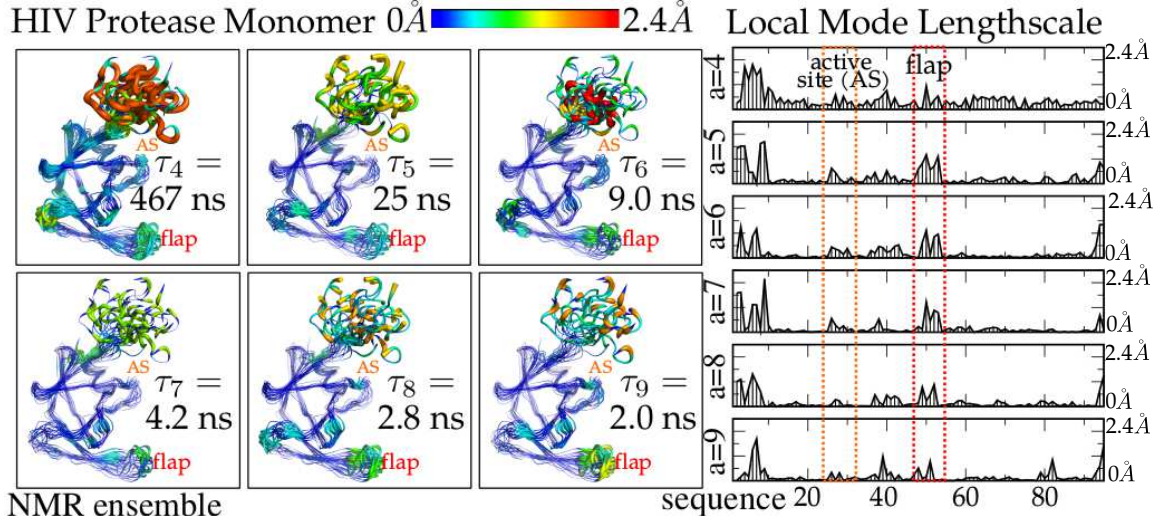 HIV Protease Monomer 0Å 2.4Å
AS
τ4 =
467 ns
flap
AS
τ5 =
25 ns
AS
τ6 =
9.0 ns
flap
AS
τ7 =
4.2 ns
flap
AS
τ8 =
2.8 ns
flap
AS
τ9 =
2.0 ns
flap
NMR ensemble
Local Mode Lengthscale
a=4
active
site (AS)
flap
2.4Å
0Å
a=5
2.4Å
0Å
a=6
2.4Å
0Å
a=7
2.4Å
0Å
a=8
2.4Å
0Å
a=9
2.4Å
0Å
sequence 20 40 60 80